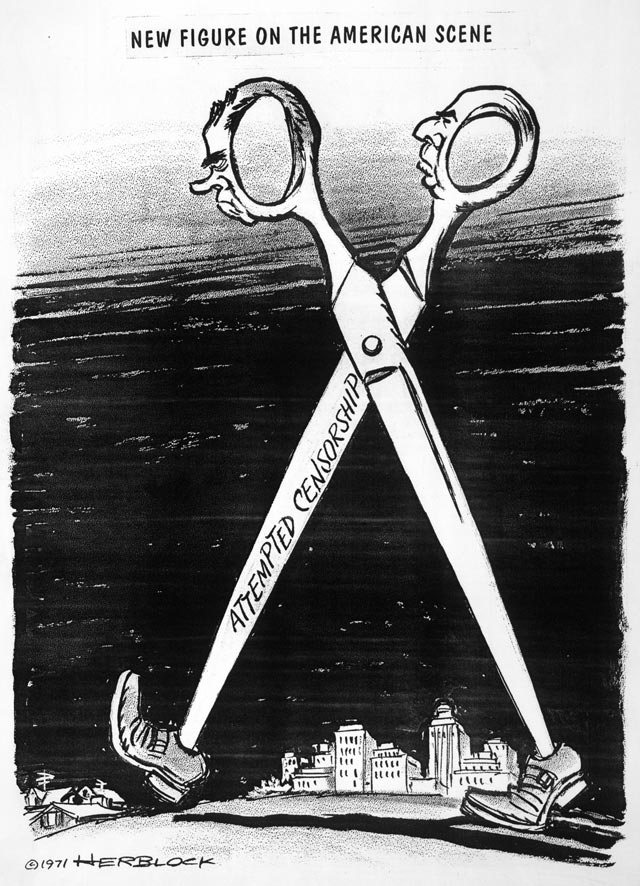 NEW FIGURE ON THE AMERICAN SCENE
ATTEMPTED CENSORSHIP
©1971 HERBLOCK